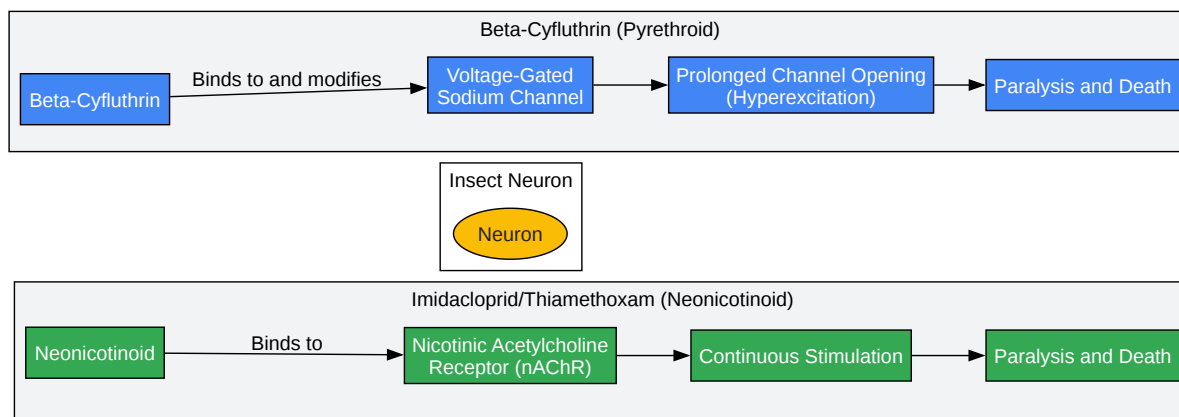 Beta-Cyfluthrin (Pyrethroid)
Beta-Cyfluthrin
Binds to and modifies
Voltage-Gated
Sodium Channel
Prolonged Channel Opening
(Hyperexcitation)
Paralysis and Death
Insect Neuron
Neuron
Imidacloprid/Thiamethoxam (Neonicotinoid)
Neonicotinoid
Binds to
Nicotinic Acetylcholine
Receptor (nAChR)
Continuous Stimulation
Paralysis and Death